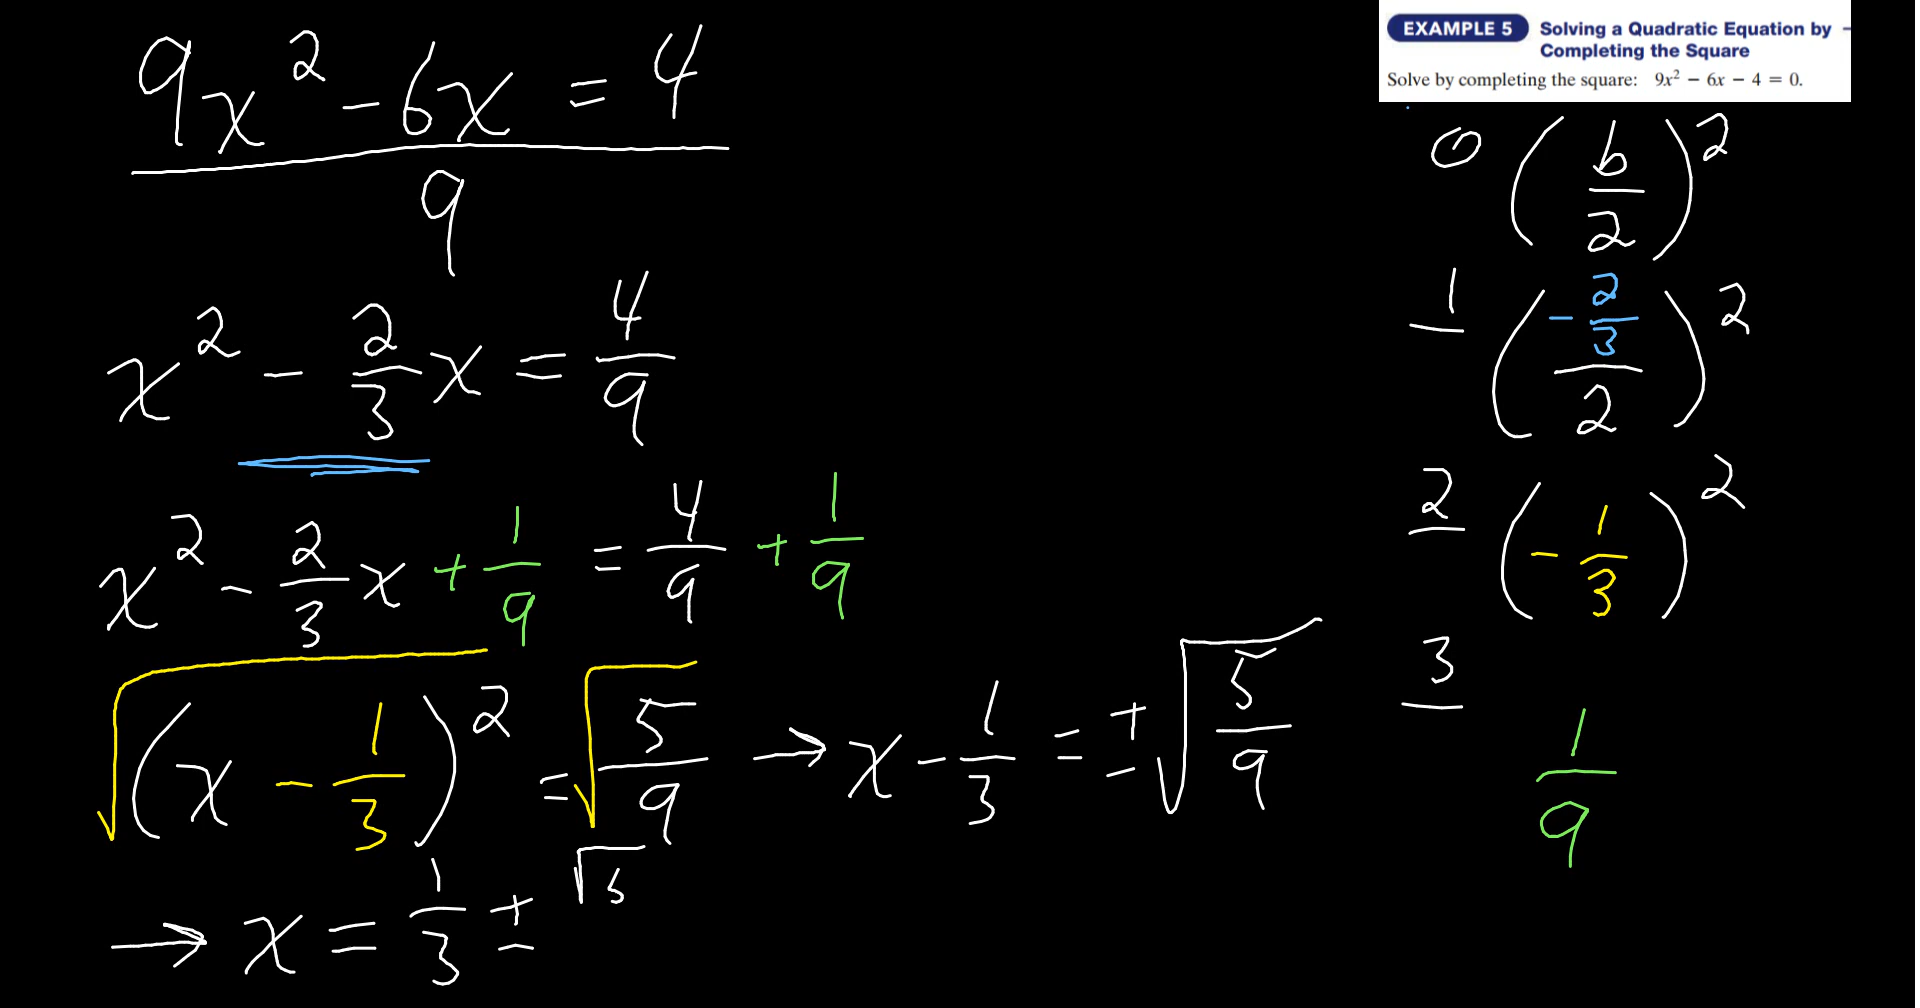 EXAMPLE 5 Solving a Quadratic Equation by
Completing the Square
Solve by completing the square: 9x² − 6x − 4 = 0.
9x² − 6x = 4
9
x² − 2/3 x = 4/9
x² − 2/3 x + 1/9 = 4/9 + 1/9
√(x − 1/3)² = √5/9 → x − 1/3 = ± √5/9
→ x = 1/3 ± √5
0 (b/2)²
1 (−2/3 / 2)²
2 (−1/3)²
3
1/9